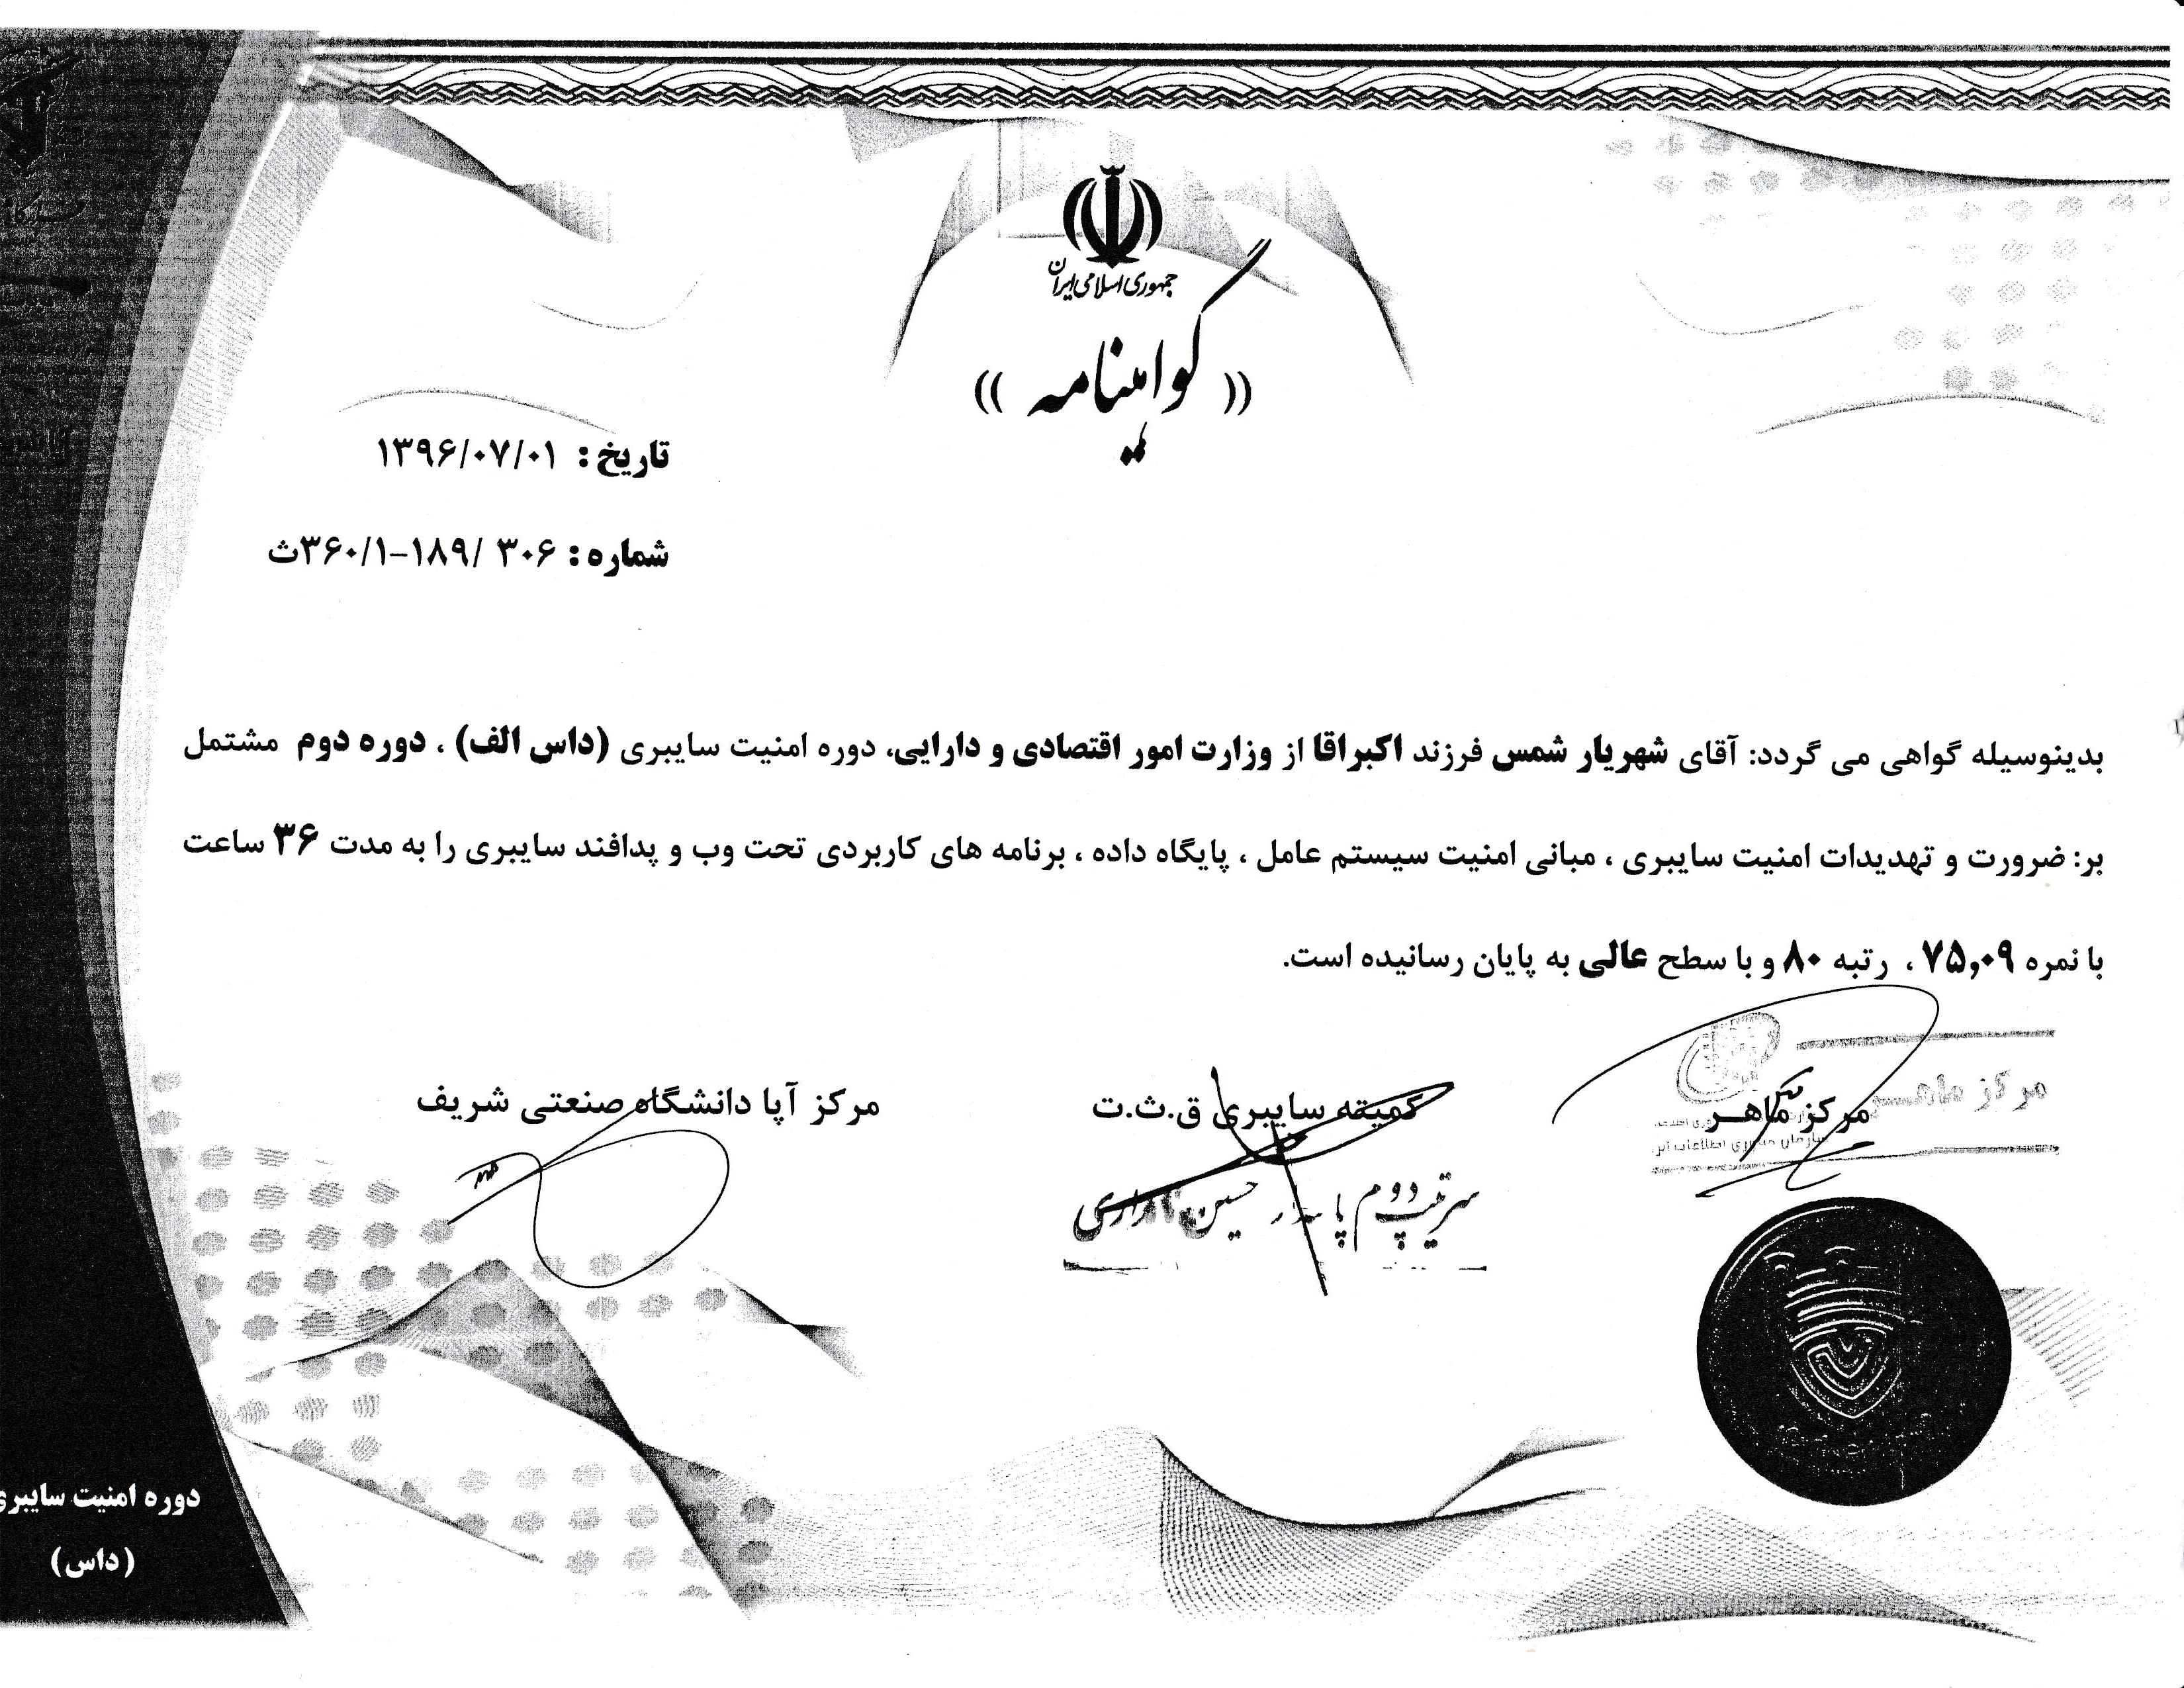 جمهوری اسلامی ایران
(( گواهینامه ))
تاریخ: ۱۳۹۶/۰۷/۰۱
شماره: ۳۰۶ /۱۸۹-۳۶۰/۱ث
بدینوسیله گواهی می گردد: آقای شهریار شمس فرزند اکبراقا از وزارت امور اقتصادی و دارایی، دوره امنیت سایبری (داس الف) ، دوره دوم مشتمل
بر: ضرورت و تهدیدات امنیت سایبری ، مبانی امنیت سیستم عامل ، پایگاه داده ، برنامه های کاربردی تحت وب و پدافند سایبری را به مدت ۳۶ ساعت
با نمره ۷۵,۰۹ ، رتبه ۸۰ و با سطح عالی به پایان رسانیده است.
مرکز ماهر
مرکز ماهر
کمیته سایبری ق.ث.ت
سرتیپ دوم پاسدار حسین
مرکز آپا دانشگاه صنعتی شریف
دوره امنیت سایبری
(داس)